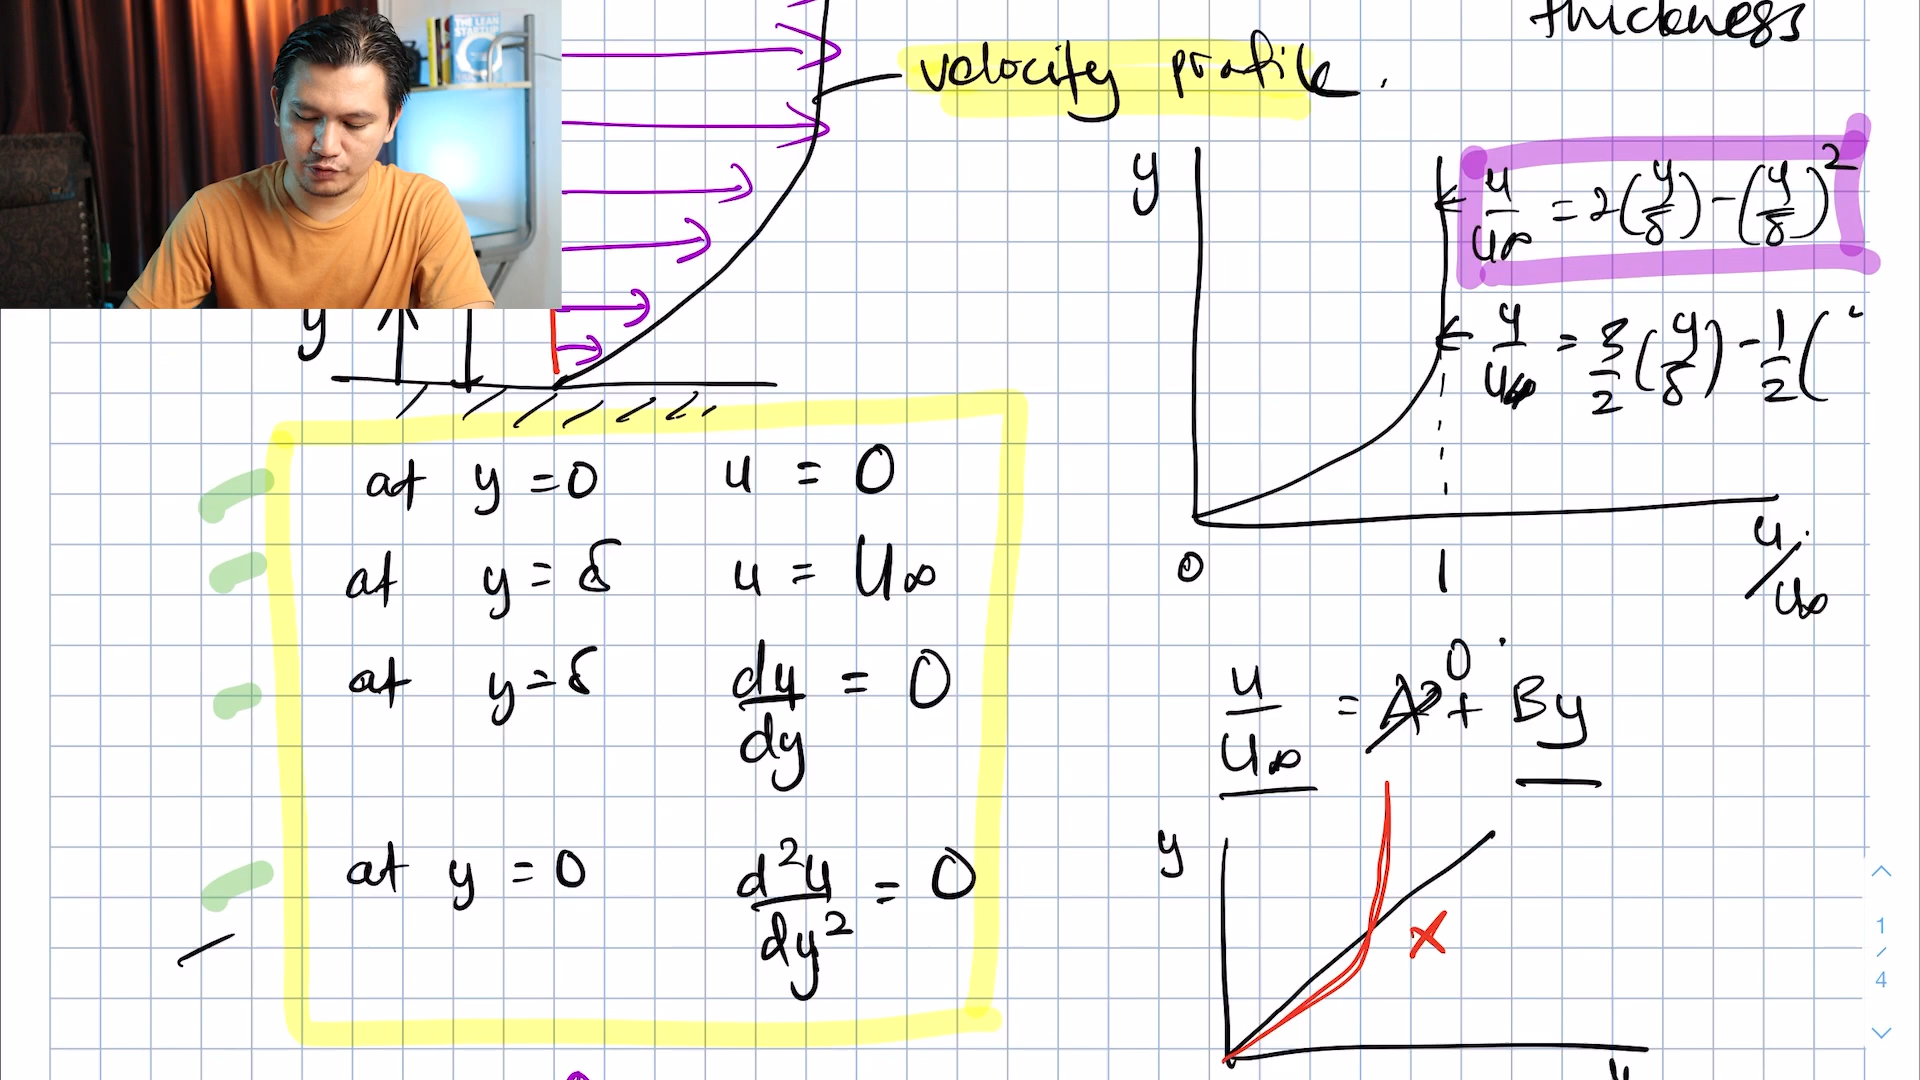 THE LEAN
STARTUP
thickness
velocity profile.
y
y
u/u∞ = 2(y/δ) - (y/δ)²
u/u∞ = 3/2 (y/δ) - 1/2 (
at y = 0 u = 0
at y = δ u = U∞
at y = δ du/dy = 0
at y = 0 d²u/dy² = 0
0 1 u/u∞
u/u∞ = A + By
0
y
x
u
1
/
4